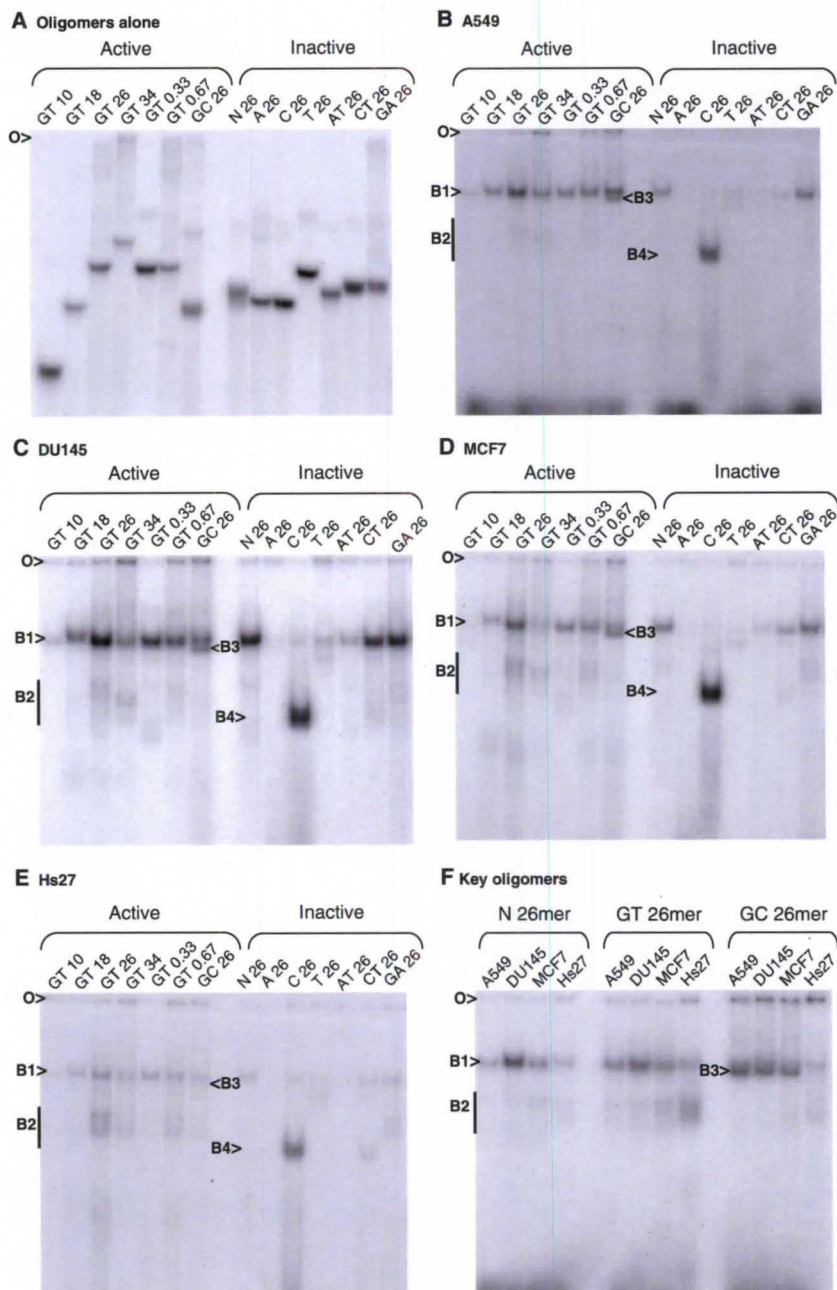 A Oligomers alone
Active Inactive
GT 10 GT 18 GT 26 GT 34 GT 0.33 GT 0.67 GC 26 N 26 A 26 C 26 T 26 AT 26 CT 26 GA 26
O>
B A549
Active Inactive
GT 10 GT 18 GT 26 GT 34 GT 0.33 GT 0.67 GC 26 N 26 A 26 C 26 T 26 AT 26 CT 26 GA 26
O>
B1>
<B3
B2
B4>
C DU145
Active Inactive
GT 10 GT 18 GT 26 GT 34 GT 0.33 GT 0.67 GC 26 N 26 A 26 C 26 T 26 AT 26 CT 26 GA 26
O>
B1>
<B3
B2
B4>
D MCF7
Active Inactive
GT 10 GT 18 GT 26 GT 34 GT 0.33 GT 0.67 GC 26 N 26 A 26 C 26 T 26 AT 26 CT 26 GA 26
O>
B1>
<B3
B2
B4>
E Hs27
Active Inactive
GT 10 GT 18 GT 26 GT 34 GT 0.33 GT 0.67 GC 26 N 26 A 26 C 26 T 26 AT 26 CT 26 GA 26
O>
B1>
<B3
B2
B4>
F Key oligomers
N 26mer GT 26mer GC 26mer
A549 DU145 MCF7 Hs27 A549 DU145 MCF7 Hs27 A549 DU145 MCF7 Hs27
O>
B1>
B3>
B2